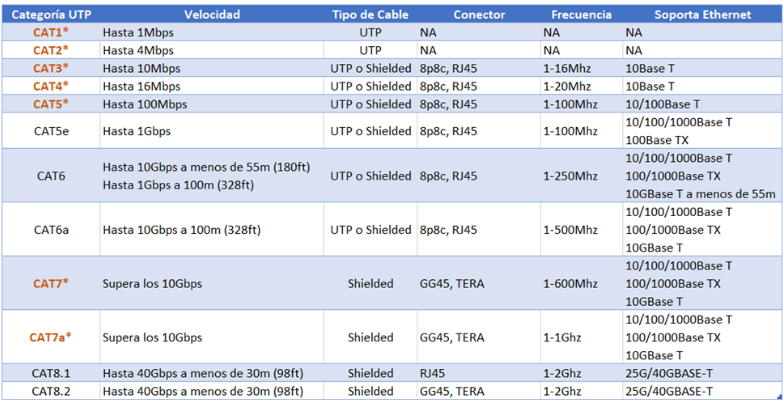 Categoría UTP Velocidad Tipo de Cable Conector Frecuencia Soporta Ethernet
CAT1* Hasta 1Mbps UTP NA NA NA
CAT2* Hasta 4Mbps UTP NA NA NA
CAT3* Hasta 10Mbps UTP o Shielded 8p8c, RJ45 1-16Mhz 10Base T
CAT4* Hasta 16Mbps UTP o Shielded 8p8c, RJ45 1-20Mhz 10Base T
CAT5* Hasta 100Mbps UTP o Shielded 8p8c, RJ45 1-100Mhz 10/100Base T
CAT5e Hasta 1Gbps UTP o Shielded 8p8c, RJ45 1-100Mhz 10/100/1000Base T
100Base TX
CAT6 Hasta 10Gbps a menos de 55m (180ft)
Hasta 1Gbps a 100m (328ft) UTP o Shielded 8p8c, RJ45 1-250Mhz 10/100/1000Base T
100/1000Base TX
10GBase T a menos de 55m
CAT6a Hasta 10Gbps a 100m (328ft) UTP o Shielded 8p8c, RJ45 1-500Mhz 10/100/1000Base T
100/1000Base TX
10GBase T
CAT7* Supera los 10Gbps Shielded GG45, TERA 1-600Mhz 10/100/1000Base T
100/1000Base TX
10GBase T
CAT7a* Supera los 10Gbps Shielded GG45, TERA 1-1Ghz 10/100/1000Base T
100/1000Base TX
10GBase T
CAT8.1 Hasta 40Gbps a menos de 30m (98ft) Shielded RJ45 1-2Ghz 25G/40GBASE-T
CAT8.2 Hasta 40Gbps a menos de 30m (98ft) Shielded GG45, TERA 1-2Ghz 25G/40GBASE-T